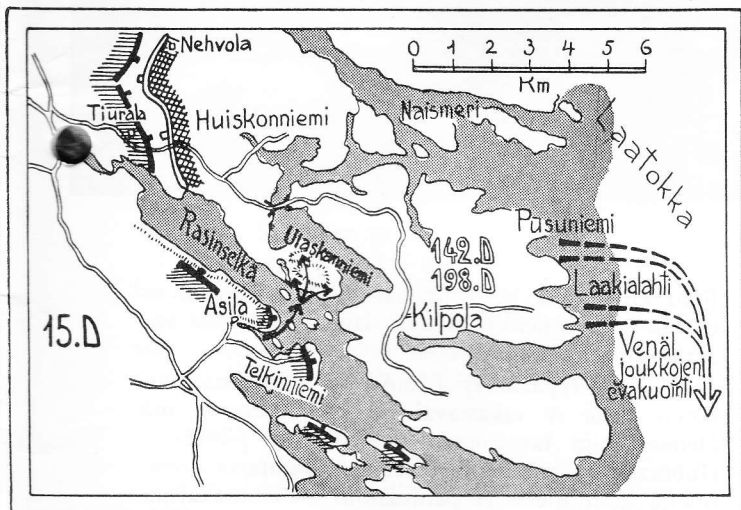 Nehvola
0 1 2 3 4 5 6
Km
Tiurala
Huiskonniemi
Naismeri
Laatokka
Rasinselkä
Utaskonniemi
142.D
198.D
Pusuniemi
Laakialahti
Asila
15.D
Kilpola
Telkinniemi
Venäl.
joukkojen
evakuointi